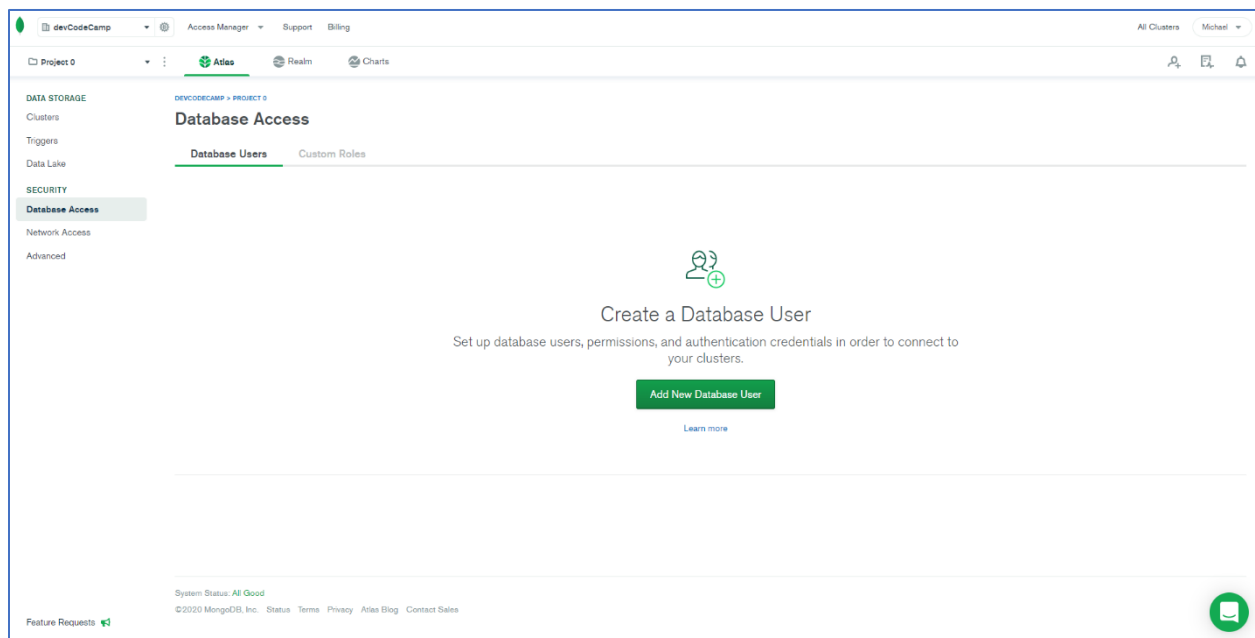 devCodeCamp Access Manager Support Billing All Clusters Michael
Project 0 Atlas Realm Charts
DATA STORAGE
Clusters
Triggers
Data Lake
SECURITY
Database Access
Network Access
Advanced
DEVCODECAMP > PROJECT 0
Database Access
Database Users Custom Roles
Create a Database User
Set up database users, permissions, and authentication credentials in order to connect to
your clusters.
Add New Database User
Learn more
System Status: All Good
©2020 MongoDB, Inc. Status Terms Privacy Atlas Blog Contact Sales
Feature Requests